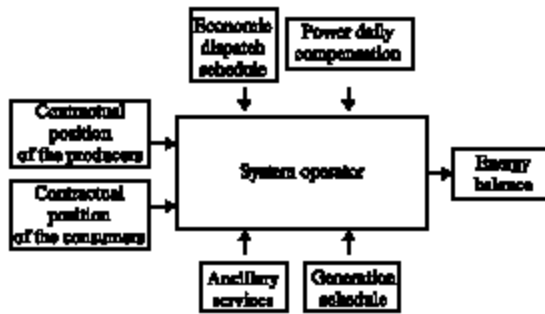 Economic
dispatch
schedule
Power daily
compensation
Contractual
position
of the producers
System operator
Energy
balance
Contractual
position
of the consumers
Ancillary
services
Generation
schedule